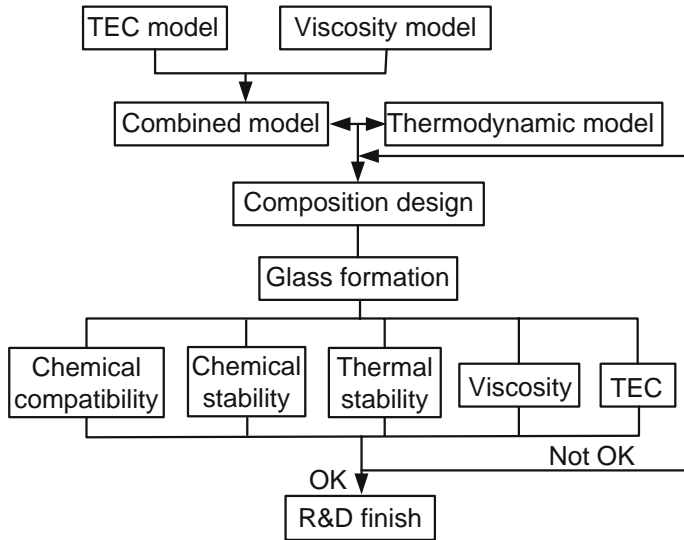 TEC model
Viscosity model
Combined model
Thermodynamic model
Composition design
Glass formation
Chemical
compatibility
Chemical
stability
Thermal
stability
Viscosity
TEC
Not OK
OK
R&D finish